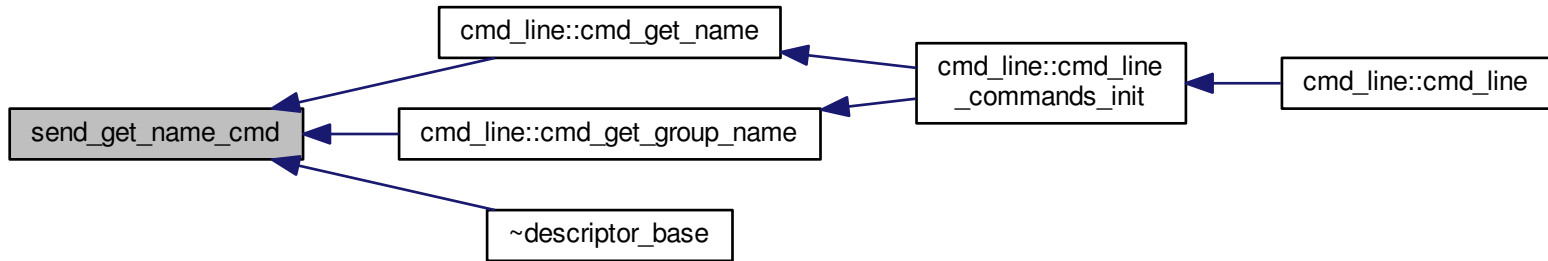 send_get_name_cmd
cmd_line::cmd_get_name
cmd_line::cmd_get_group_name
~descriptor_base
cmd_line::cmd_line
_commands_init
cmd_line::cmd_line